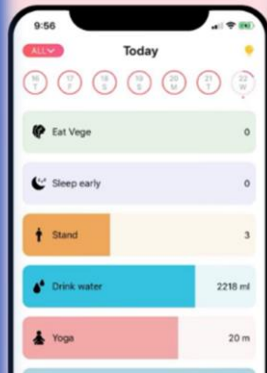 9:56
ALL
Today
16 17 18 19 20 21 22
T F S S M T W
Eat Vege 0
Sleep early 0
Stand 3
Drink water 2218 ml
Yoga 20 m